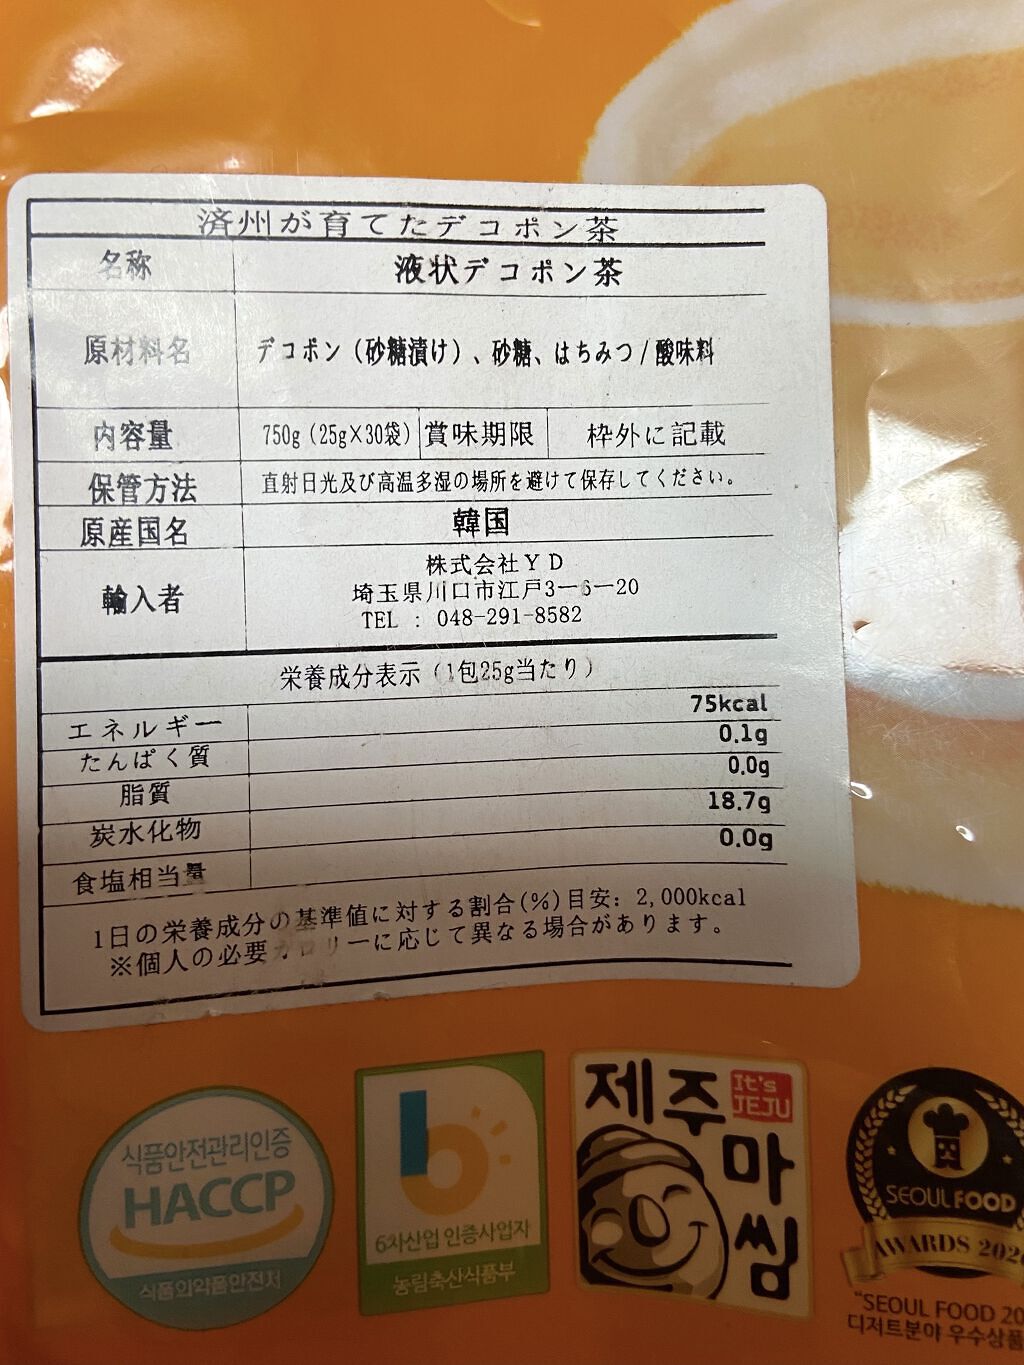 済州が育てたデコポン茶
名称 液状デコポン茶
原材料名 デコポン（砂糖漬け）、砂糖、はちみつ/酸味料
内容量 750g（25g×30袋） 賞味期限 枠外に記載
保管方法 直射日光及び高温多湿の場所を避けて保存してください。
原産国名 韓国
輸入者 株式会社ＹＤ
埼玉県川口市江戸3ー6ー20
TEL : 048-291-8582
栄養成分表示（1包25g当たり）
エネルギー 75kcal
たんぱく質 0.1g
脂質 0.0g
炭水化物 18.7g
食塩相当量 0.0g
1日の栄養成分の基準値に対する割合(%)目安: 2,000kcal
※個人の必要カロリーに応じて異なる場合があります。
식품안전관리인증
HACCP
식품의약품안전처
6차산업 인증사업자
농림축산식품부
제주
It's
JEJU
마씸
SEOUL FOOD
AWARDS
"SEOUL FOOD 20
디저트분야 우수상품